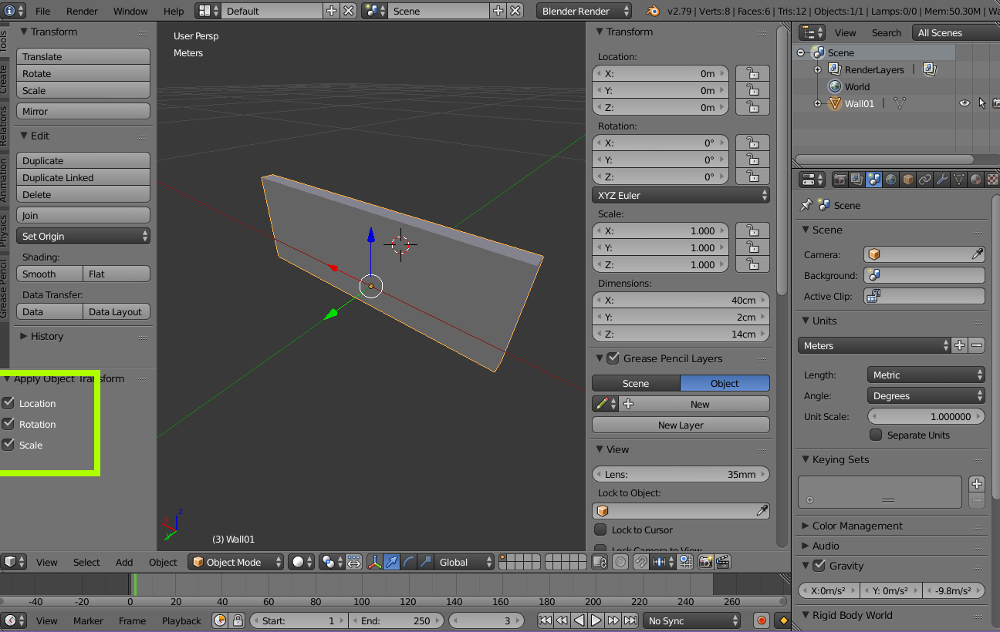 File Render Window Help Default Scene Blender Render v2.79 | Verts:8 | Faces:6 | Tris:12 | Objects:1/1 | Lamps:0/0 | Mem:50.30M | Wa
Tools
Create
Relations
Animation
Physics
Grease Pencil
Transform
Translate
Rotate
Scale
Mirror
Edit
Duplicate
Duplicate Linked
Delete
Join
Set Origin
Shading:
Smooth Flat
Data Transfer:
Data Data Layout
History
Apply Object Transform
Location
Rotation
Scale
User Persp
Meters
z
x
y
(3) Wall01
Transform
Location:
X: 0m
Y: 0m
Z: 0m
Rotation:
X: 0°
Y: 0°
Z: 0°
XYZ Euler
Scale:
X: 1.000
Y: 1.000
Z: 1.000
Dimensions:
X: 40cm
Y: 2cm
Z: 14cm
Grease Pencil Layers
Scene Object
New
New Layer
View
Lens: 35mm
Lock to Object:
Lock to Cursor
Lock Camera to View
View Search All Scenes
Scene
RenderLayers |
World
Wall01 |
Scene
Scene
Camera:
Background:
Active Clip:
Units
Meters
Length: Metric
Angle: Degrees
Unit Scale: 1.000000
Separate Units
Keying Sets
Color Management
Audio
Gravity
X:0m/s² Y: 0m/s² -9.8m/s²
Rigid Body World
View Select Add Object Object Mode Global
-40 -20 0 20 40 60 80 100 120 140 160 180 200 220 240 260
View Marker Frame Playback Start: 1 End: 250 3 No Sync